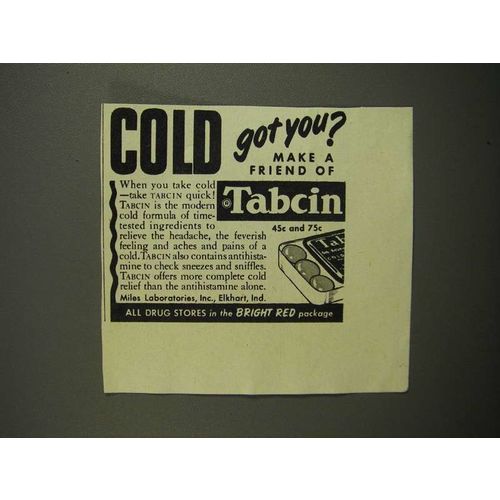 COLD got you?
MAKE A
FRIEND OF
Tabcin
45c and 75c
When you take cold
—take TABCIN quick!
TABCIN is the modern
cold formula of time-
tested ingredients to
relieve the headache, the feverish
feeling and aches and pains of a
cold. TABCIN also contains antihista-
mine to check sneezes and sniffles.
TABCIN offers more complete cold
relief than the antihistamine alone.
Miles Laboratories, Inc., Elkhart, Ind.
ALL DRUG STORES in the BRIGHT RED package